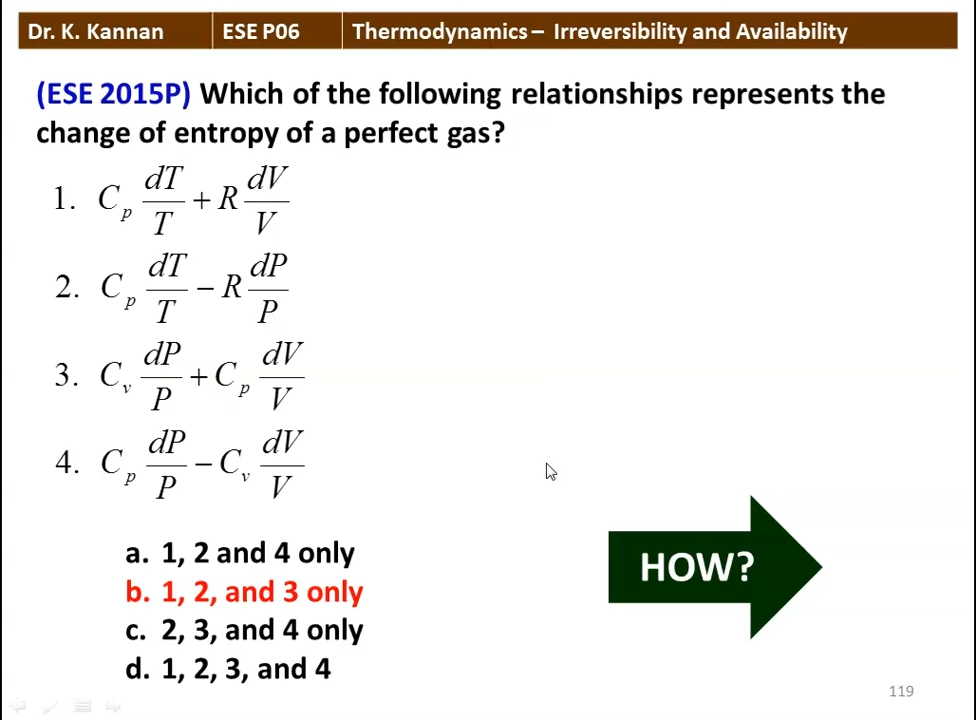 Dr. K. Kannan ESE P06 Thermodynamics – Irreversibility and Availability
(ESE 2015P) Which of the following relationships represents the
change of entropy of a perfect gas?
1. C_p dT/T + R dV/V
2. C_p dT/T − R dP/P
3. C_v dP/P + C_p dV/V
4. C_p dP/P − C_v dV/V
a. 1, 2 and 4 only
b. 1, 2, and 3 only
c. 2, 3, and 4 only
d. 1, 2, 3, and 4
HOW?
119